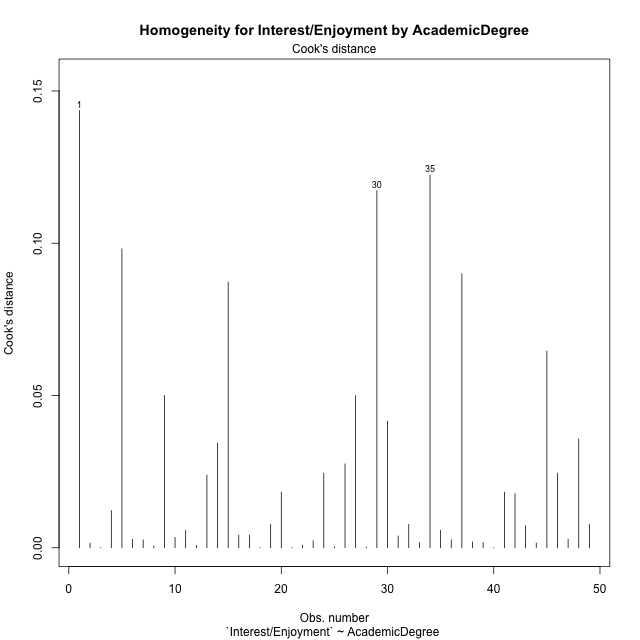 Homogeneity for Interest/Enjoyment by AcademicDegree
Cook's distance
Cook's distance
0.00
0.05
0.10
0.15
1
30
35
0
10
20
30
40
50
Obs. number
`Interest/Enjoyment` ~ AcademicDegree